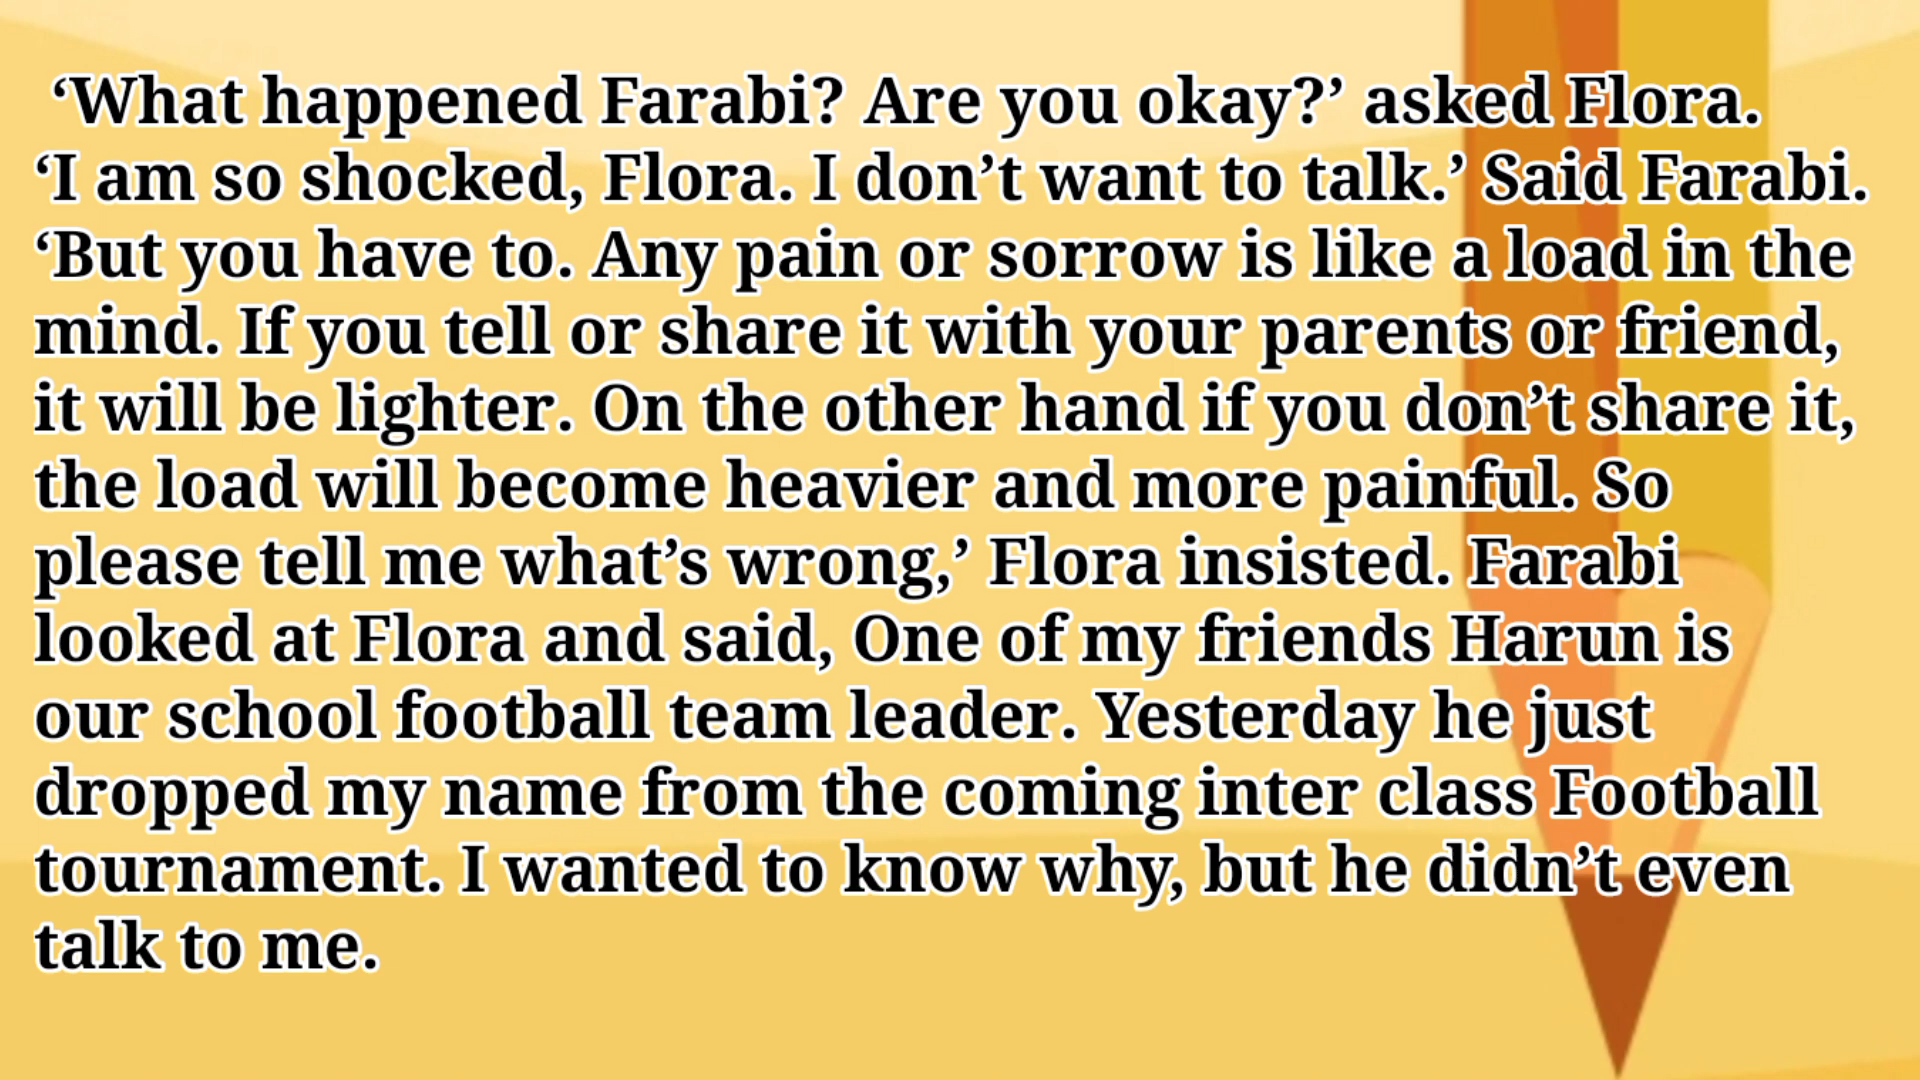 ‘What happened Farabi? Are you okay?’ asked Flora.
‘I am so shocked, Flora. I don’t want to talk.’ Said Farabi.
‘But you have to. Any pain or sorrow is like a load in the
mind. If you tell or share it with your parents or friend,
it will be lighter. On the other hand if you don’t share it,
the load will become heavier and more painful. So
please tell me what’s wrong,’ Flora insisted. Farabi
looked at Flora and said, One of my friends Harun is
our school football team leader. Yesterday he just
dropped my name from the coming inter class Football
tournament. I wanted to know why, but he didn’t even
talk to me.